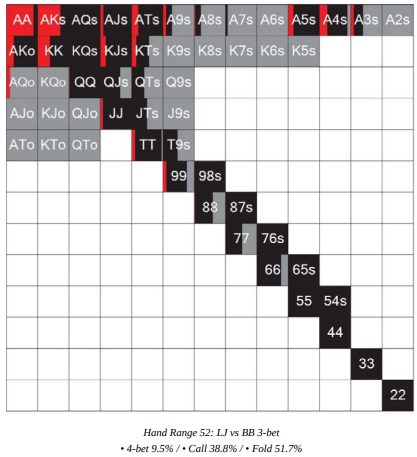 AA AKs AQs AJs ATs A9s A8s A7s A6s A5s A4s A3s A2s
AKo KK KQs KJs KTs K9s K8s K7s K6s K5s
AQo KQo QQ QJs QTs Q9s
AJo KJo QJo JJ JTs J9s
ATo KTo QTo TT T9s
99 98s
88 87s
77 76s
66 65s
55 54s
44
33
22
Hand Range 52: LJ vs BB 3-bet
• 4-bet 9.5% / • Call 38.8% / • Fold 51.7%